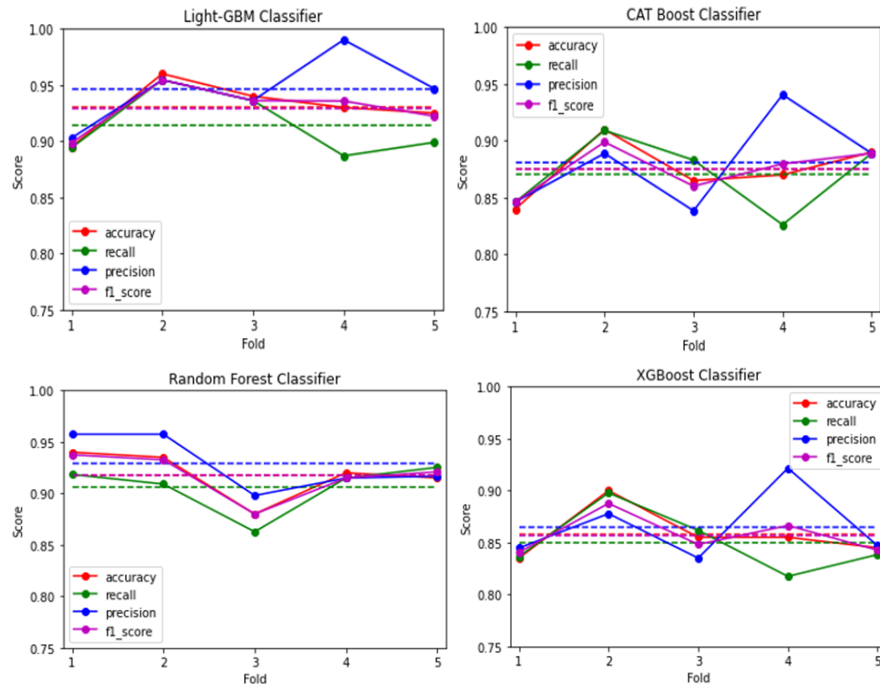 Light-GBM Classifier
1.00
0.95
0.90
0.85
0.80
0.75
Score
accuracy
recall
precision
f1_score
1 2 3 4 5
Fold
CAT Boost Classifier
1.00
0.95
0.90
0.85
0.80
0.75
Score
accuracy
recall
precision
f1_score
1 2 3 4 5
Fold
Random Forest Classifier
1.00
0.95
0.90
0.85
0.80
0.75
Score
accuracy
recall
precision
f1_score
1 2 3 4 5
Fold
XGBoost Classifier
1.00
0.95
0.90
0.85
0.80
0.75
Score
accuracy
recall
precision
f1_score
1 2 3 4 5
Fold